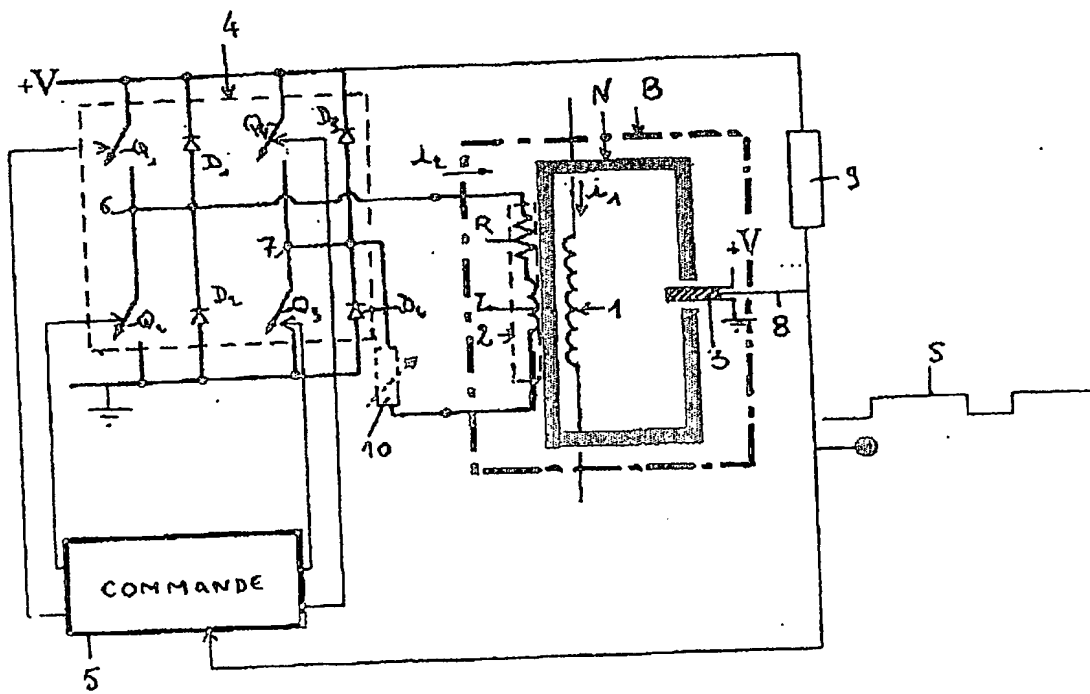 4
+V
N
B
Q₁
D₁
Q₄
D₃
i₂
9
6
R
i₁
7
+V
D₂
Q₂
Q₃
D₄
2
1
3
8
S
10
COMMANDE
5